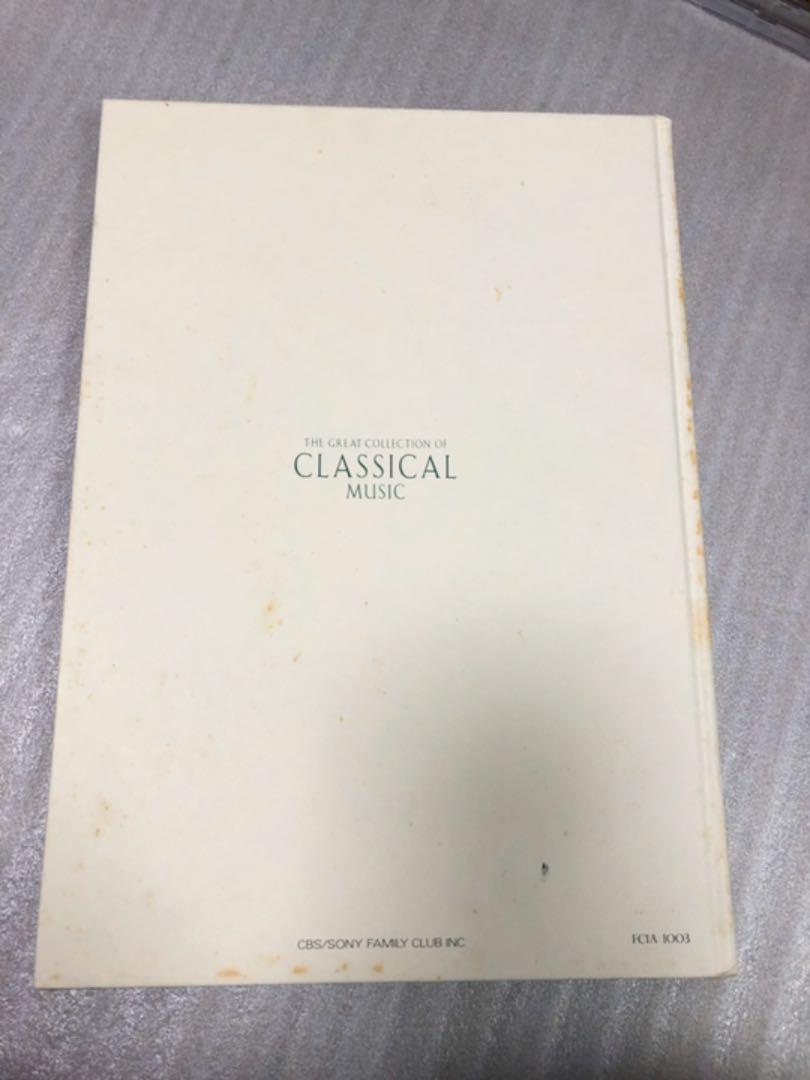 THE GREAT COLLECTION OF
CLASSICAL
MUSIC
CBS/SONY FAMILY CLUB INC
FCIA 1003